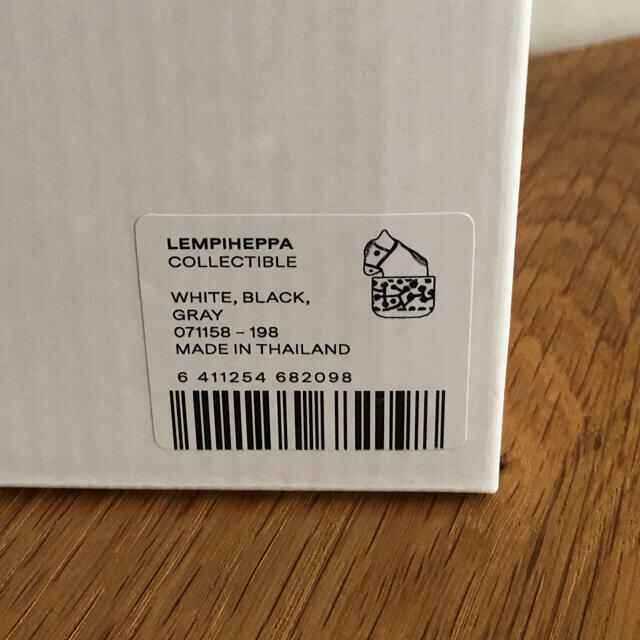 LEMPIHEPPA
COLLECTIBLE
WHITE, BLACK,
GRAY
071158 – 198
MADE IN THAILAND
6 411254 682098